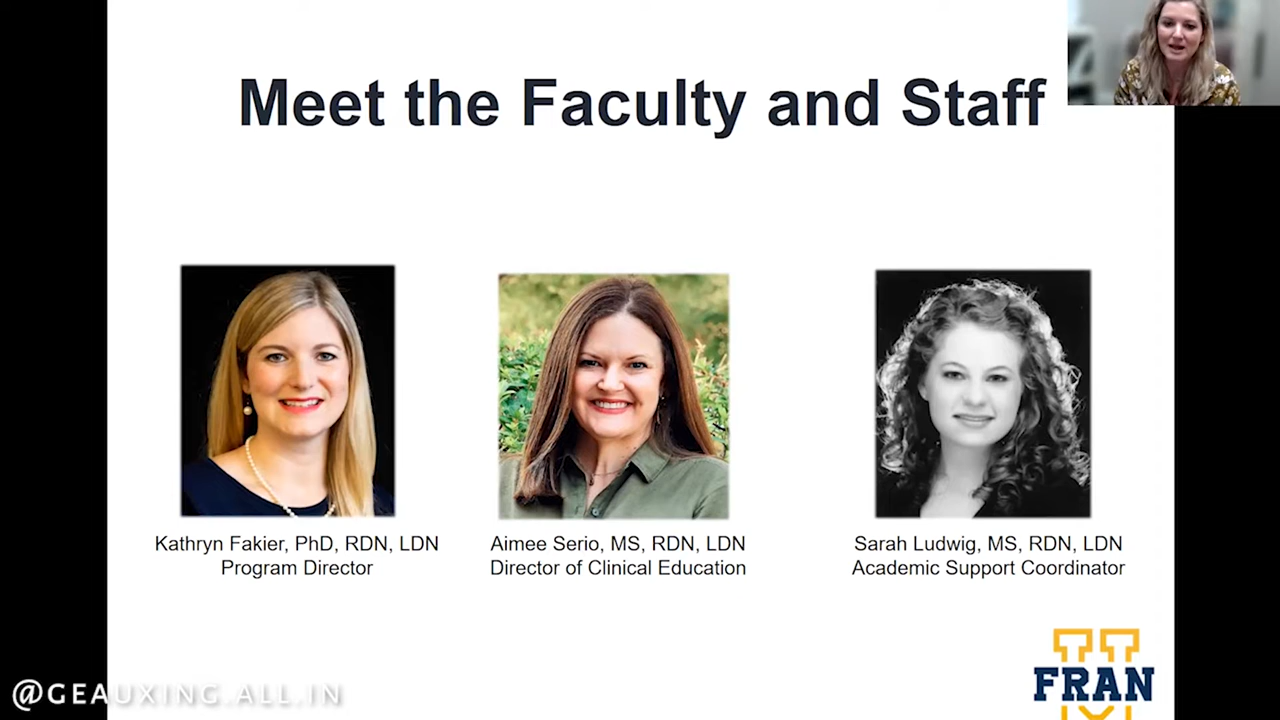 Meet the Faculty and Staff
Kathryn Fakier, PhD, RDN, LDN
Program Director
Aimee Serio, MS, RDN, LDN
Director of Clinical Education
Sarah Ludwig, MS, RDN, LDN
Academic Support Coordinator
FRAN
U
@GEAUXING.ALL.IN